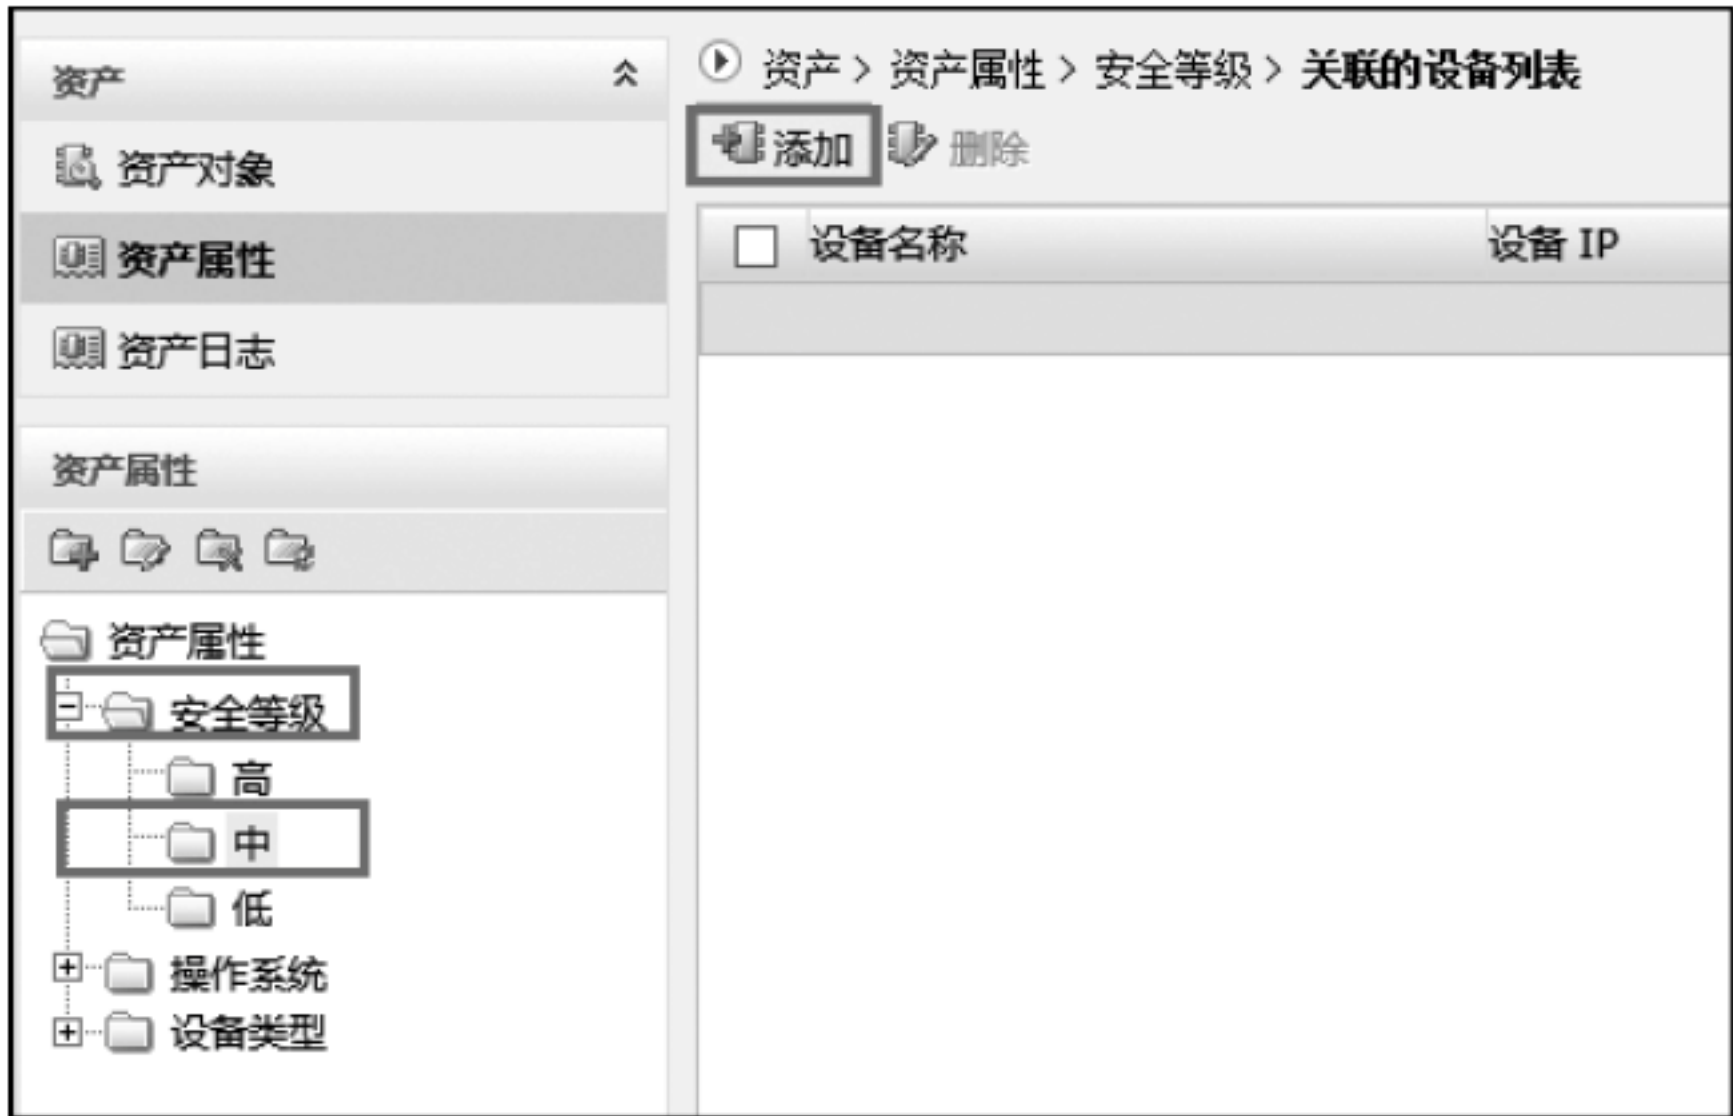 资产
资产对象
资产属性
资产日志
资产属性
资产属性
安全等级
高
中
低
操作系统
设备类型
资产 > 资产属性 > 安全等级 > 关联的设备列表
添加 删除
设备名称 设备 IP